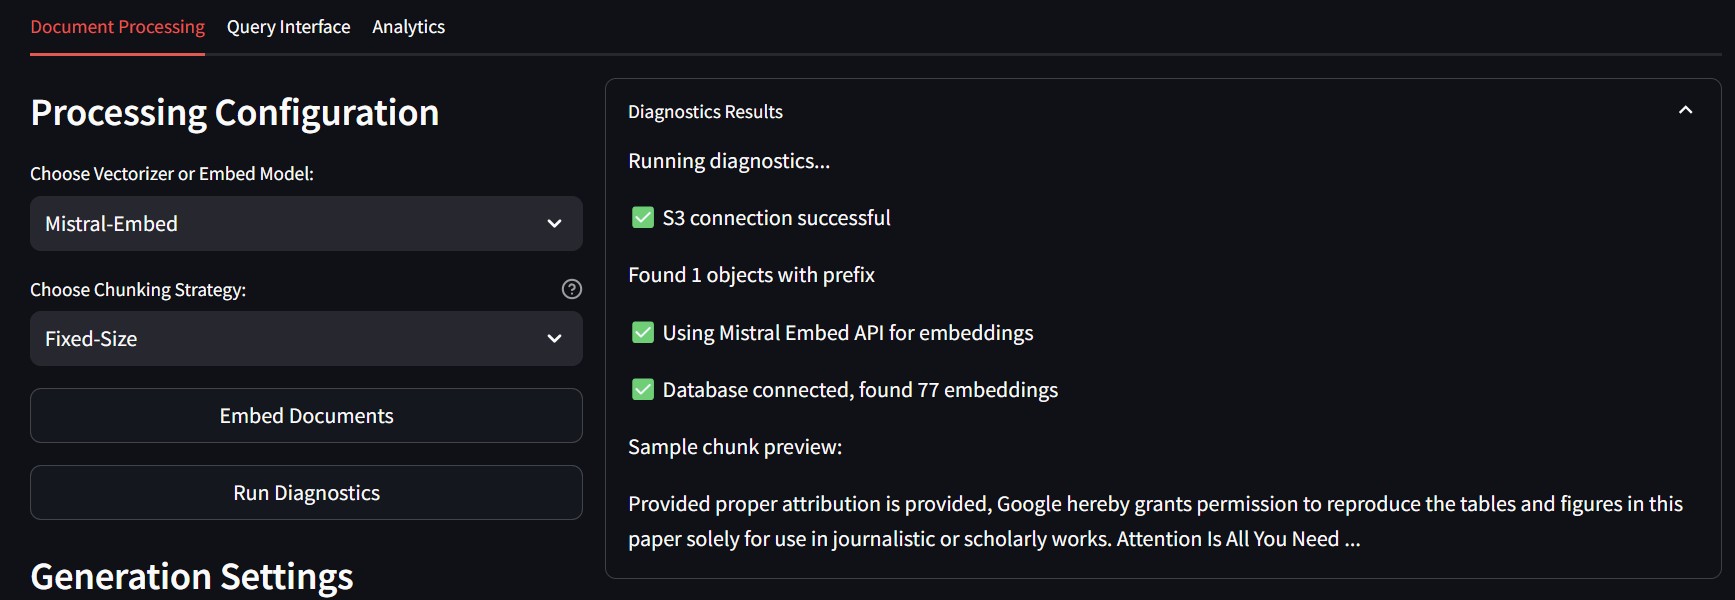 Document Processing
Query Interface
Analytics
Processing Configuration
Choose Vectorizer or Embed Model:
Mistral-Embed
Choose Chunking Strategy:
Fixed-Size
Embed Documents
Run Diagnostics
Generation Settings
Diagnostics Results
Running diagnostics...
✅ S3 connection successful
Found 1 objects with prefix
✅ Using Mistral Embed API for embeddings
✅ Database connected, found 77 embeddings
Sample chunk preview:
Provided proper attribution is provided, Google hereby grants permission to reproduce the tables and figures in this
paper solely for use in journalistic or scholarly works. Attention Is All You Need ...